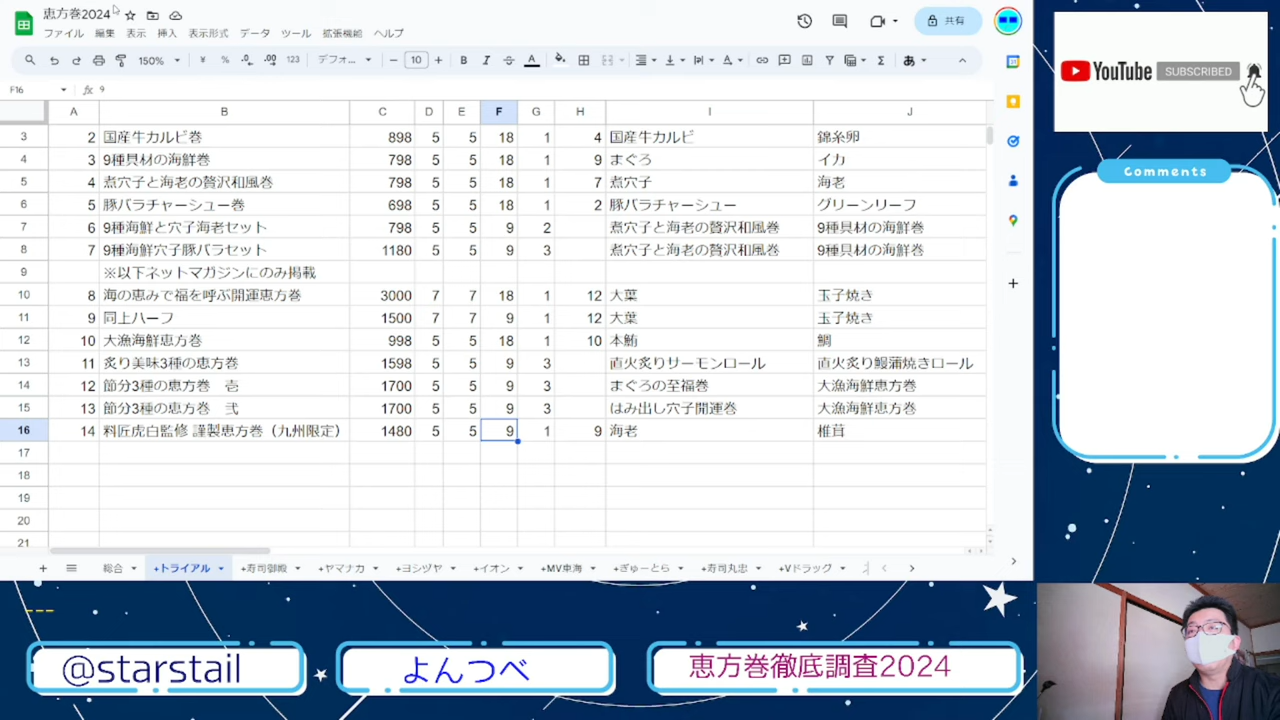 恵方巻2024
ファイル 編集 表示 挿入 表示形式 データ ツール 拡張機能 ヘルプ
共有
150% デフォ... 10 あ
¥ % .0 .00 123
F16 fx 9
A B C D E F G H I J
3 2 国産牛カルビ巻 898 5 5 18 1 4 国産牛カルビ 錦糸卵
4 3 9種具材の海鮮巻 798 5 5 18 1 9 まぐろ イカ
5 4 煮穴子と海老の贅沢和風巻 798 5 5 18 1 7 煮穴子 海老
6 5 豚バラチャーシュー巻 698 5 5 18 1 2 豚バラチャーシュー グリーンリーフ
7 6 9種海鮮と穴子海老セット 798 5 5 9 2 煮穴子と海老の贅沢和風巻 9種具材の海鮮巻
8 7 9種海鮮穴子豚バラセット 1180 5 5 9 3 煮穴子と海老の贅沢和風巻 9種具材の海鮮巻
9 ※以下ネットマガジンにのみ掲載
10 8 海の恵みで福を呼ぶ開運恵方巻 3000 7 7 18 1 12 大葉 玉子焼き
11 9 同上ハーフ 1500 7 7 9 1 12 大葉 玉子焼き
12 10 大漁海鮮恵方巻 998 5 5 18 1 10 本鮪 鯛
13 11 炙り美味3種の恵方巻 1598 5 5 9 3 直火炙りサーモンロール 直火炙り鰻蒲焼きロール
14 12 節分3種の恵方巻 壱 1700 5 5 9 3 まぐろの至福巻 大漁海鮮恵方巻
15 13 節分3種の恵方巻 弐 1700 5 5 9 3 はみ出し穴子開運巻 大漁海鮮恵方巻
16 14 料匠虎白監修 謹製恵方巻（九州限定） 1480 5 5 9 1 9 海老 椎茸
17
18
19
20
21
総合 +トライアル +寿司御殿 +ヤマナカ +ヨシヅヤ +イオン +MV東海 +ぎゅーとら +寿司丸忠 +Vドラッグ
YouTube SUBSCRIBED
Comments
@starstail
よんつべ
恵方巻徹底調査2024